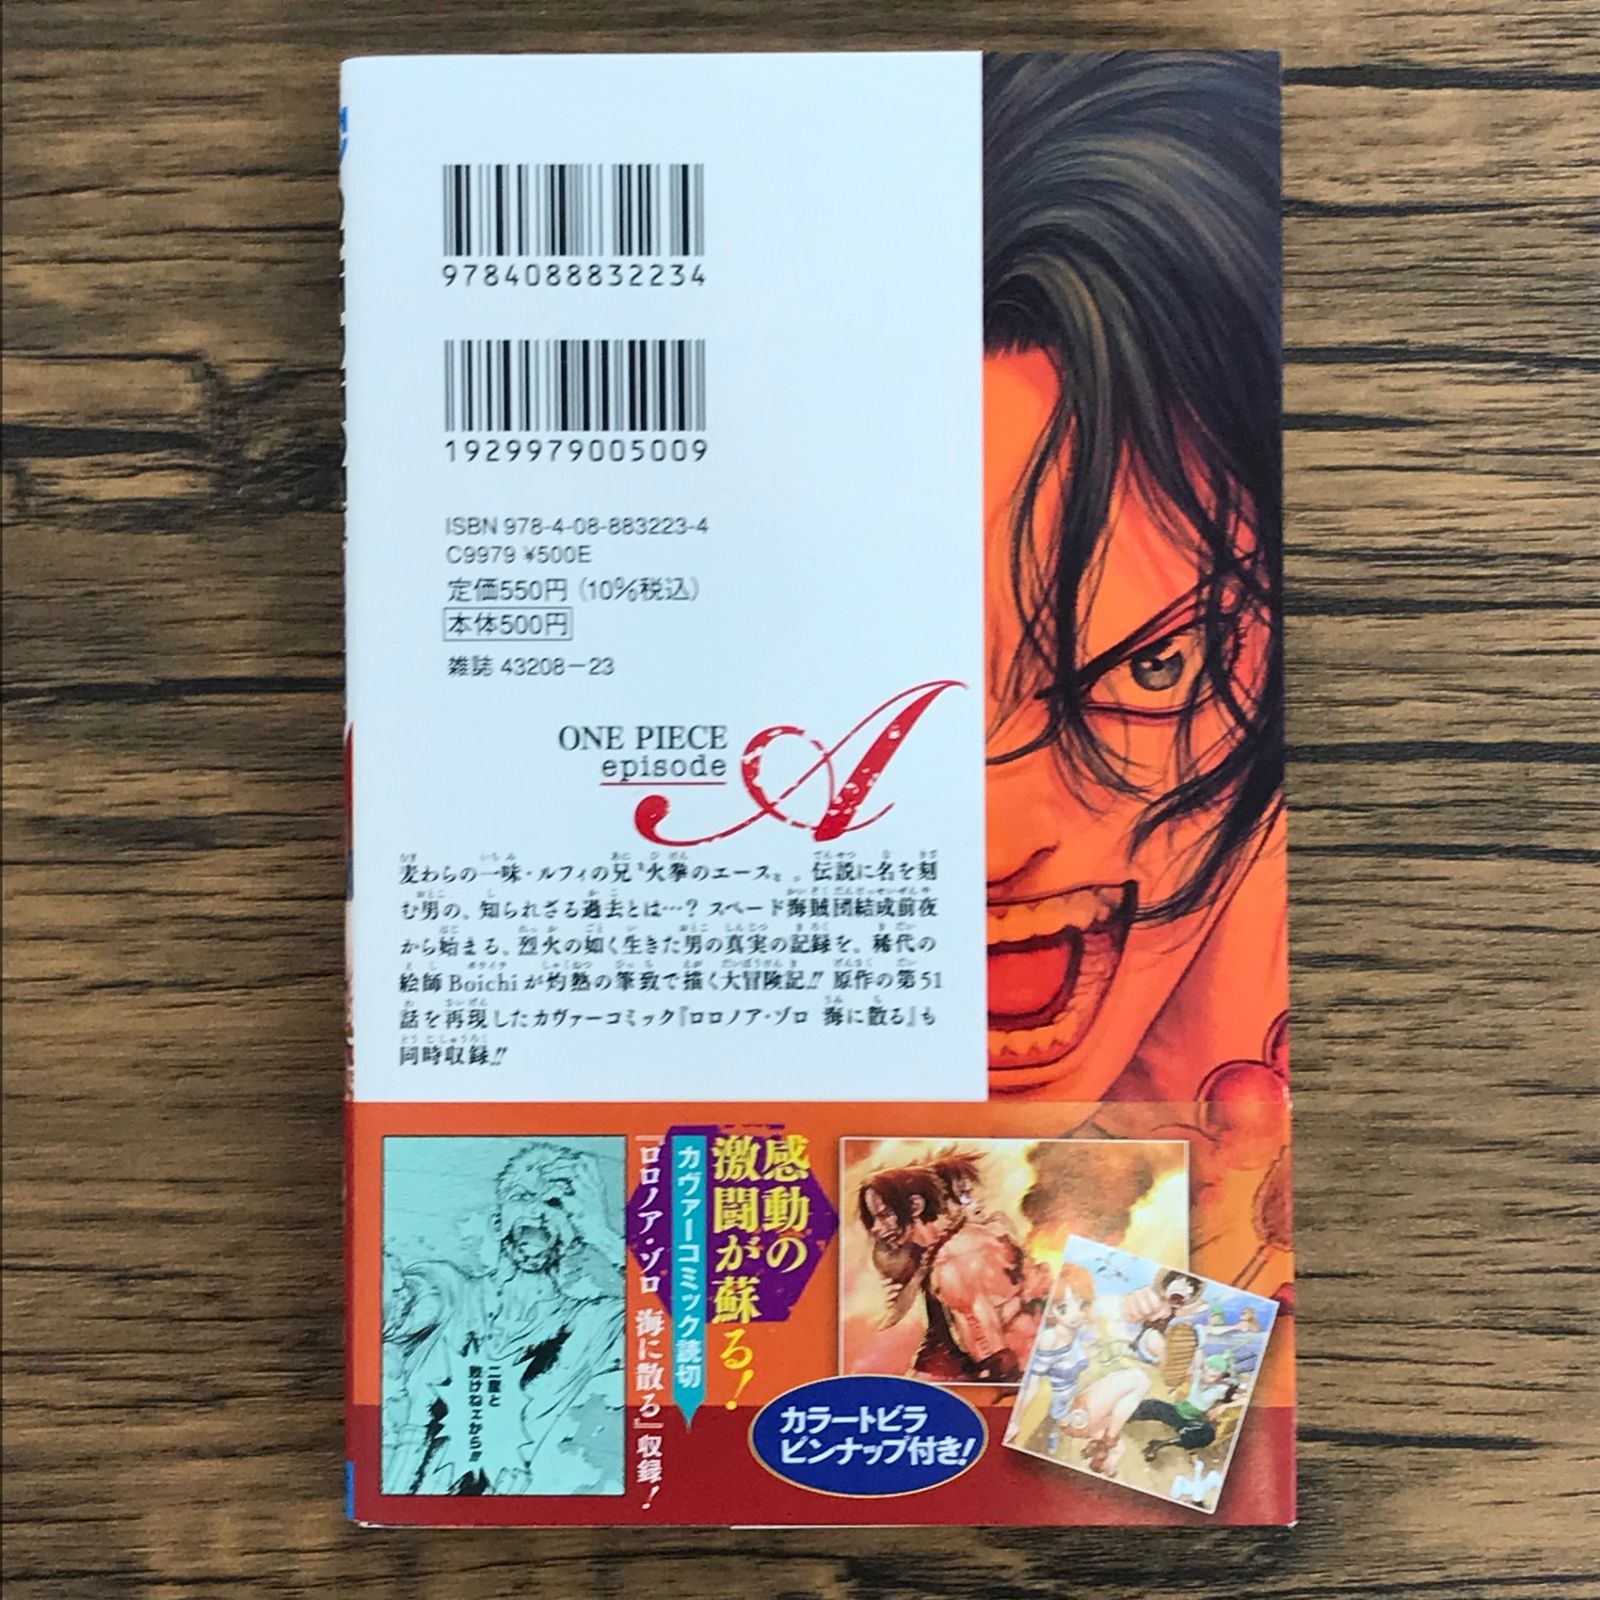 9784088832234
1929979005009
ISBN 978-4-08-883223-4
C9979 ¥500E
定価550円(10%税込)
本体500円
雑誌 43208-23
ONE PIECE
episode
A
麦わらの一味・ルフィの兄〝火拳のエース〟。伝説に名を刻
む男の、知られざる過去とは…? スペード海賊団結成前夜
から始まる、烈火の如く生きた男の真実の記録を、稀代の
絵師Boichiが灼熱の筆致で描く大冒険記!! 原作の第51
話を再現したカヴァーコミック『ロロノア・ゾロ 海に散る』も
同時収録!!
感動の
激闘が蘇る!
カヴァーコミック読切
『ロロノア・ゾロ 海に散る』収録!
二度と
敗けねェから!!
カラートビラ
ピンナップ付き!